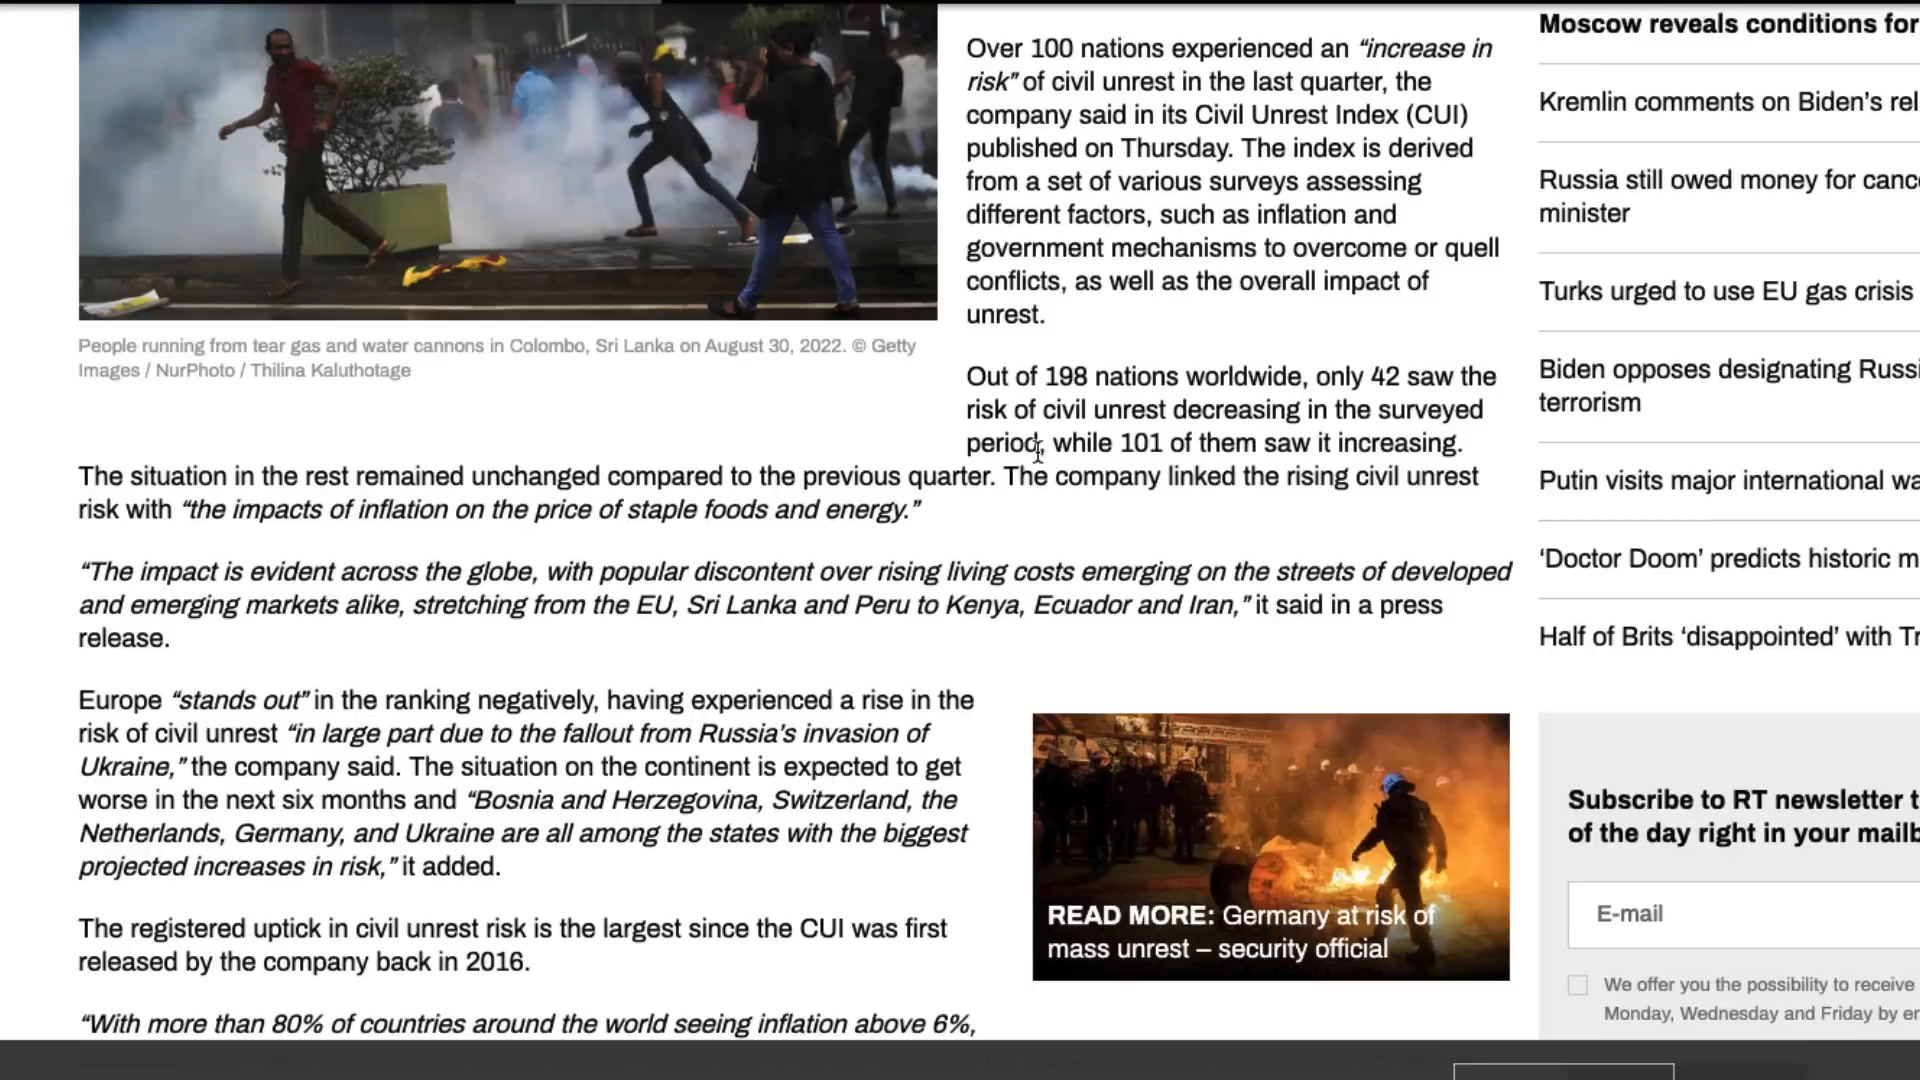 People running from tear gas and water cannons in Colombo, Sri Lanka on August 30, 2022. © Getty
Images / NurPhoto / Thilina Kaluthotage
Over 100 nations experienced an “increase in
risk” of civil unrest in the last quarter, the
company said in its Civil Unrest Index (CUI)
published on Thursday. The index is derived
from a set of various surveys assessing
different factors, such as inflation and
government mechanisms to overcome or quell
conflicts, as well as the overall impact of
unrest.
Out of 198 nations worldwide, only 42 saw the
risk of civil unrest decreasing in the surveyed
period, while 101 of them saw it increasing.
The situation in the rest remained unchanged compared to the previous quarter. The company linked the rising civil unrest
risk with “the impacts of inflation on the price of staple foods and energy.”
“The impact is evident across the globe, with popular discontent over rising living costs emerging on the streets of developed
and emerging markets alike, stretching from the EU, Sri Lanka and Peru to Kenya, Ecuador and Iran,” it said in a press
release.
Europe “stands out” in the ranking negatively, having experienced a rise in the
risk of civil unrest “in large part due to the fallout from Russia’s invasion of
Ukraine,” the company said. The situation on the continent is expected to get
worse in the next six months and “Bosnia and Herzegovina, Switzerland, the
Netherlands, Germany, and Ukraine are all among the states with the biggest
projected increases in risk,” it added.
READ MORE: Germany at risk of
mass unrest – security official
The registered uptick in civil unrest risk is the largest since the CUI was first
released by the company back in 2016.
“With more than 80% of countries around the world seeing inflation above 6%,
Moscow reveals conditions for
Kremlin comments on Biden’s rel
Russia still owed money for canc
minister
Turks urged to use EU gas crisis
Biden opposes designating Russi
terrorism
Putin visits major international wa
‘Doctor Doom’ predicts historic m
Half of Brits ‘disappointed’ with Tr
Subscribe to RT newsletter t
of the day right in your mailb
E-mail
We offer you the possibility to receive
Monday, Wednesday and Friday by e